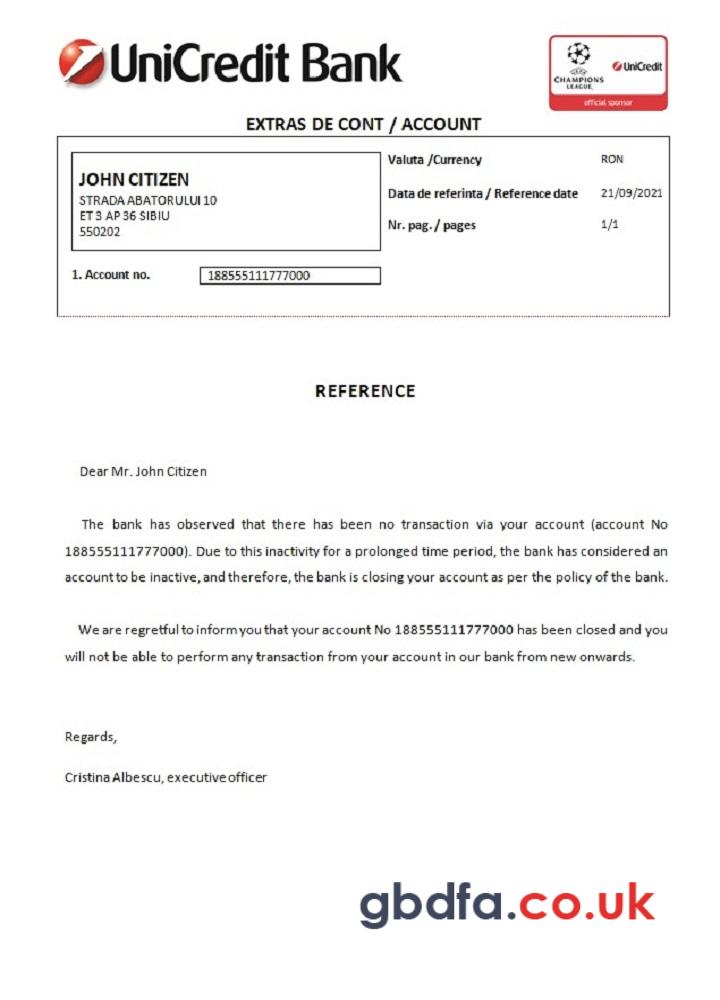 UniCredit Bank
UEFA
CHAMPIONS
LEAGUE
UniCredit
official sponsor
EXTRAS DE CONT / ACCOUNT
JOHN CITIZEN
STRADA ABATORULUI 10
ET 3 AP 36 SIBIU
550202
Valuta /Currency RON
Data de referinta / Reference date 21/09/2021
Nr. pag. / pages 1/1
1. Account no. 188555111777000
REFERENCE
Dear Mr. John Citizen
The bank has observed that there has been no transaction via your account (account No
188555111777000). Due to this inactivity for a prolonged time period, the bank has considered an
account to be inactive, and therefore, the bank is closing your account as per the policy of the bank.
We are regretful to inform you that your account No 188555111777000 has been closed and you
will not be able to perform any transaction from your account in our bank from new onwards.
Regards,
Cristina Albescu, executive officer
gbdfa.co.uk